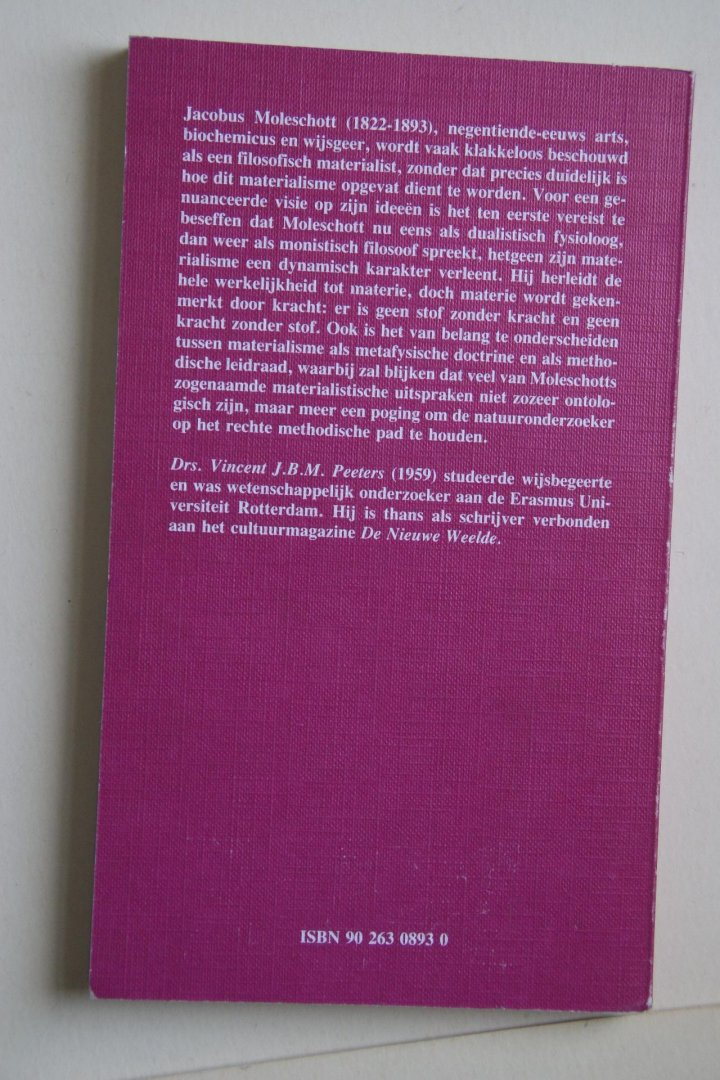 Jacobus Moleschott (1822-1893), negentiende-eeuws arts,
biochemicus en wijsgeer, wordt vaak klakkeloos beschouwd
als een filosofisch materialist, zonder dat precies duidelijk is
hoe dit materialisme opgevat dient te worden. Voor een ge-
nuanceerde visie op zijn ideeën is het ten eerste vereist te
beseffen dat Moleschott nu eens als dualistisch fysioloog,
dan weer als monistisch filosoof spreekt, hetgeen zijn mate-
rialisme een dynamisch karakter verleent. Hij herleidt de
hele werkelijkheid tot materie, doch materie wordt geken-
merkt door kracht: er is geen stof zonder kracht en geen
kracht zonder stof. Ook is het van belang te onderscheiden
tussen materialisme als metafysische doctrine en als metho-
dische leidraad, waarbij zal blijken dat veel van Moleschotts
zogenaamde materialistische uitspraken niet zozeer ontolo-
gisch zijn, maar meer een poging om de natuuronderzoeker
op het rechte methodische pad te houden.
Drs. Vincent J.B.M. Peeters (1959) studeerde wijsbegeerte
en was wetenschappelijk onderzoeker aan de Erasmus Uni-
versiteit Rotterdam. Hij is thans als schrijver verbonden
aan het cultuurmagazine De Nieuwe Weelde.
ISBN 90 263 0893 0